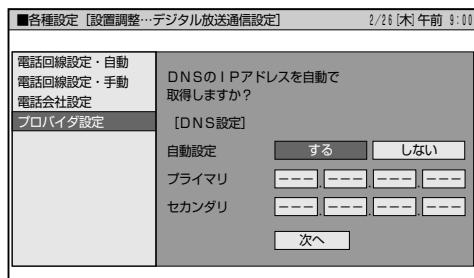 ■各種設定［設置調整…デジタル放送通信設定］ 2/26[木]午前 9:00
電話回線設定・自動
電話回線設定・手動
電話会社設定
プロバイダ設定
DNSのIPアドレスを自動で
取得しますか？
［DNS設定］
自動設定 する しない
プライマリ ---.---.---.---
セカンダリ ---.---.---.---
次へ